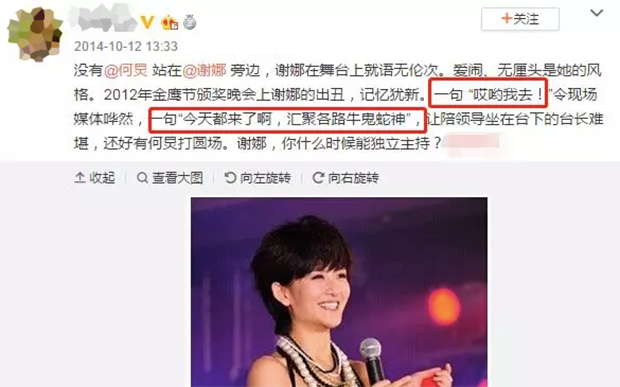 +关注
2014-10-12 13:33
没有@何炅 站在@谢娜 旁边，谢娜在舞台上就语无伦次。爱闹、无厘头是她的风
格。2012年金鹰节颁奖晚会上谢娜的出丑，记忆犹新。一句 “哎哟我去！”令现场
媒体哗然，一句“今天都来了啊，汇聚各路牛鬼蛇神”，让陪领导坐在台下的台长难
堪，还好有何炅打圆场。谢娜，你什么时候能独立主持？
收起 查看大图 向左旋转 向右旋转